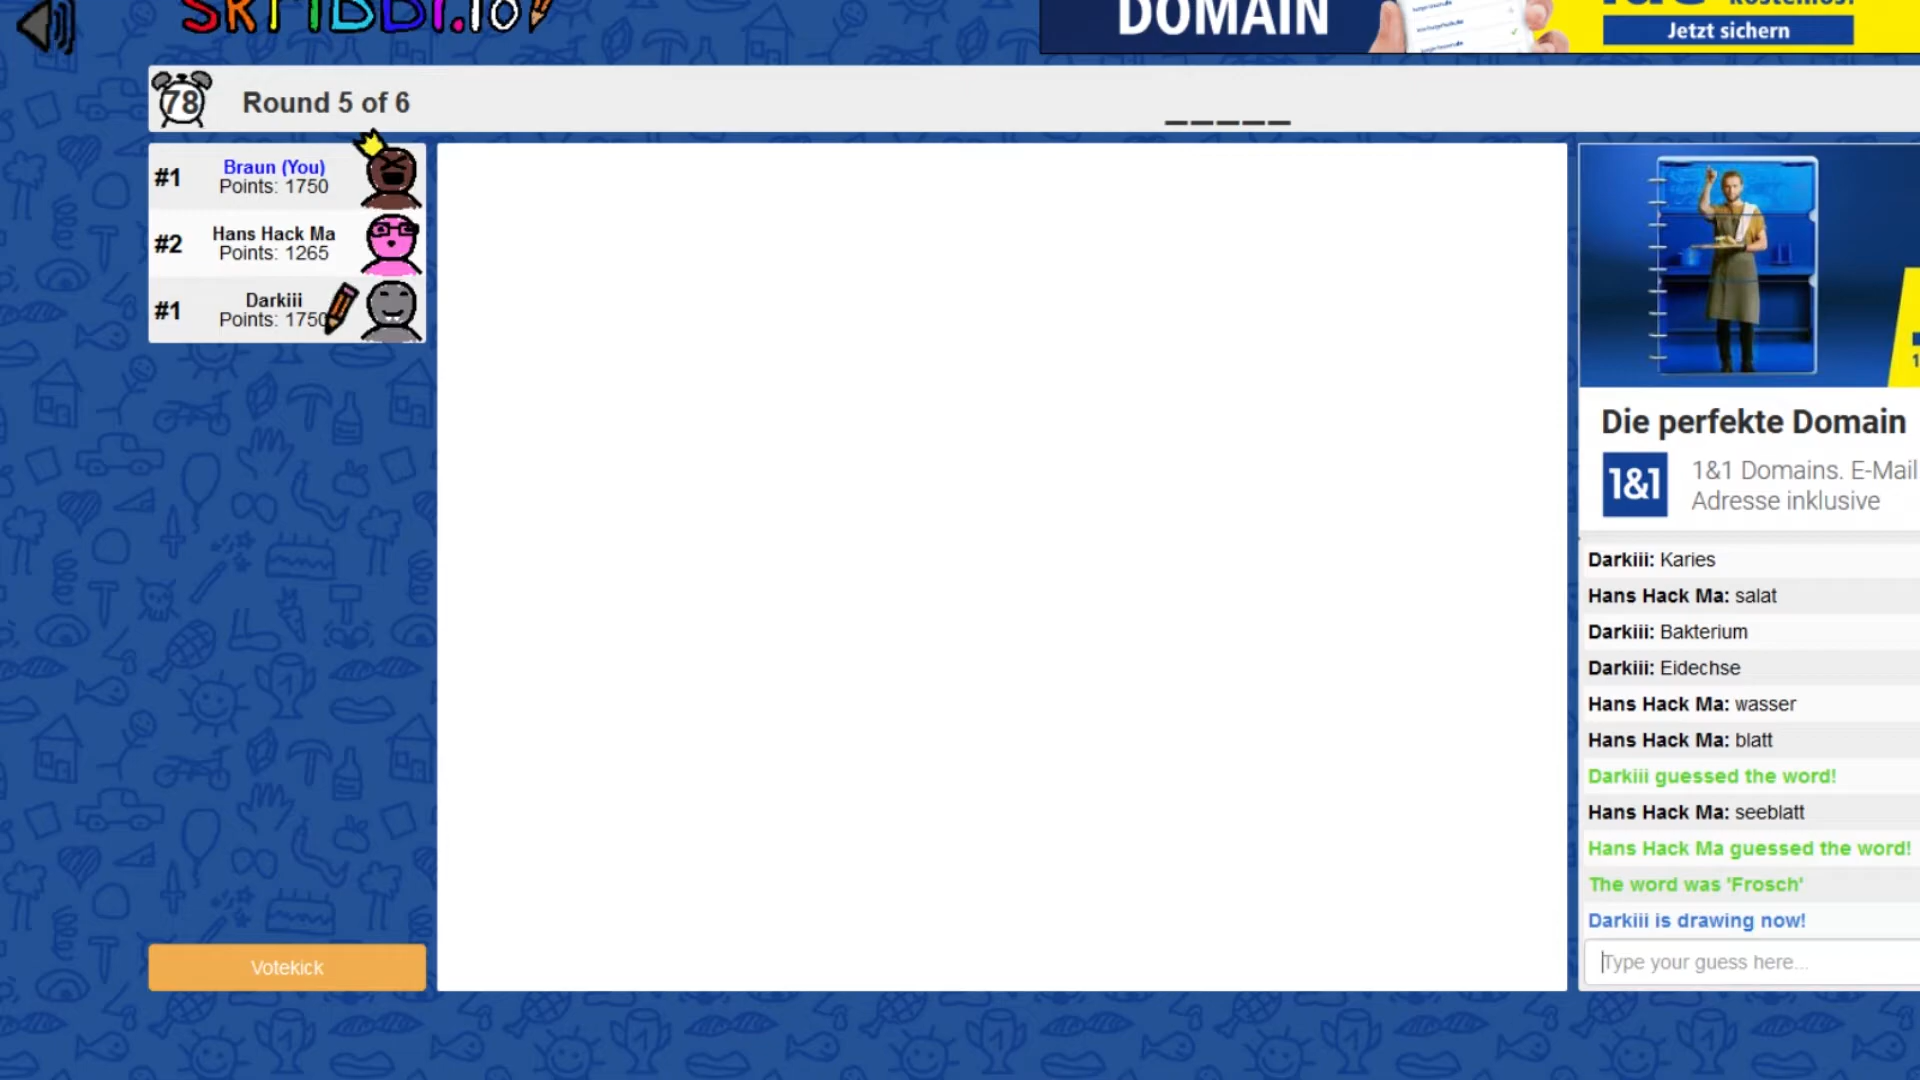 skribbl.io
DOMAIN
kostenlos!
Jetzt sichern
78
Round 5 of 6
_____
#1
Braun (You)
Points: 1750
#2
Hans Hack Ma
Points: 1265
#1
Darkiii
Points: 1750
Die perfekte Domain
1&1
1&1 Domains. E-Mail
Adresse inklusive
Darkiii: Karies
Hans Hack Ma: salat
Darkiii: Bakterium
Darkiii: Eidechse
Hans Hack Ma: wasser
Hans Hack Ma: blatt
Darkiii guessed the word!
Hans Hack Ma: seeblatt
Hans Hack Ma guessed the word!
The word was 'Frosch'
Darkiii is drawing now!
Type your guess here...
Votekick